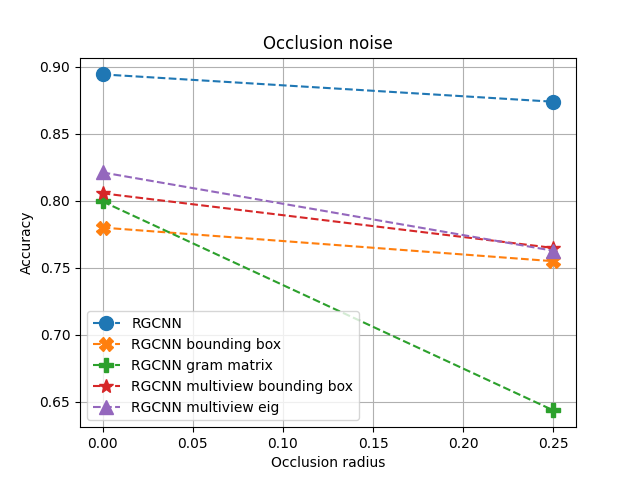 Occlusion noise
Accuracy
0.90
0.85
0.80
0.75
0.70
0.65
RGCNN
RGCNN bounding box
RGCNN gram matrix
RGCNN multiview bounding box
RGCNN multiview eig
0.00 0.05 0.10 0.15 0.20 0.25
Occlusion radius